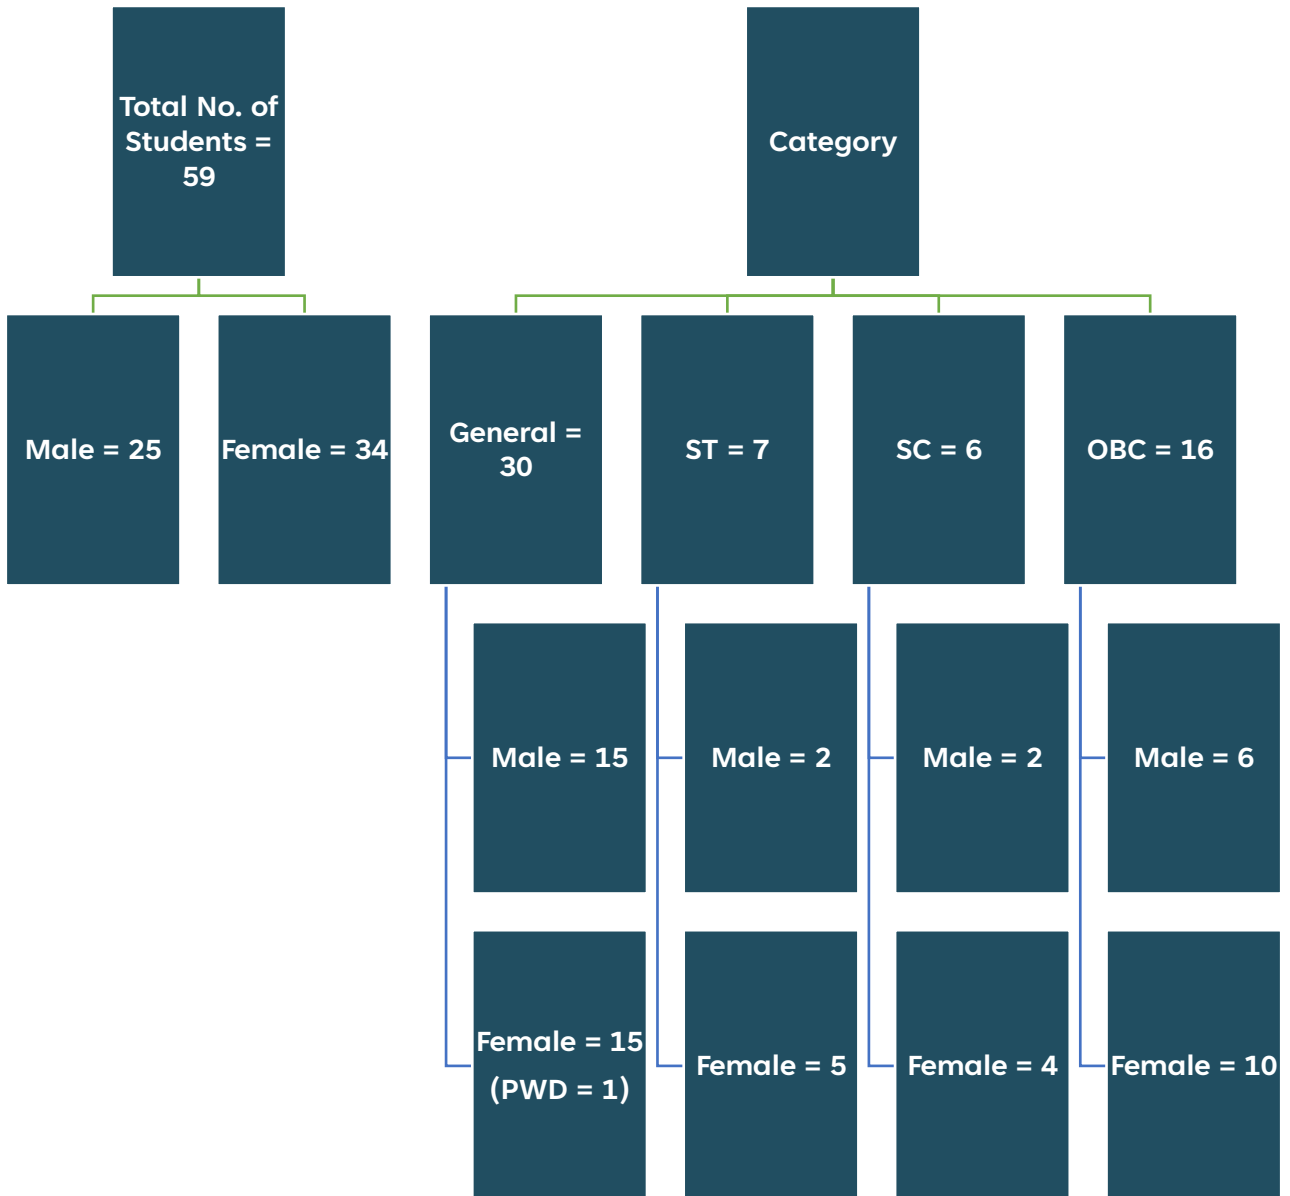 Total No. of
Students =
59
Category
Male = 25
Female = 34
General =
30
ST = 7
SC = 6
OBC = 16
Male = 15
Male = 2
Male = 2
Male = 6
Female = 15
(PWD = 1)
Female = 5
Female = 4
Female = 10